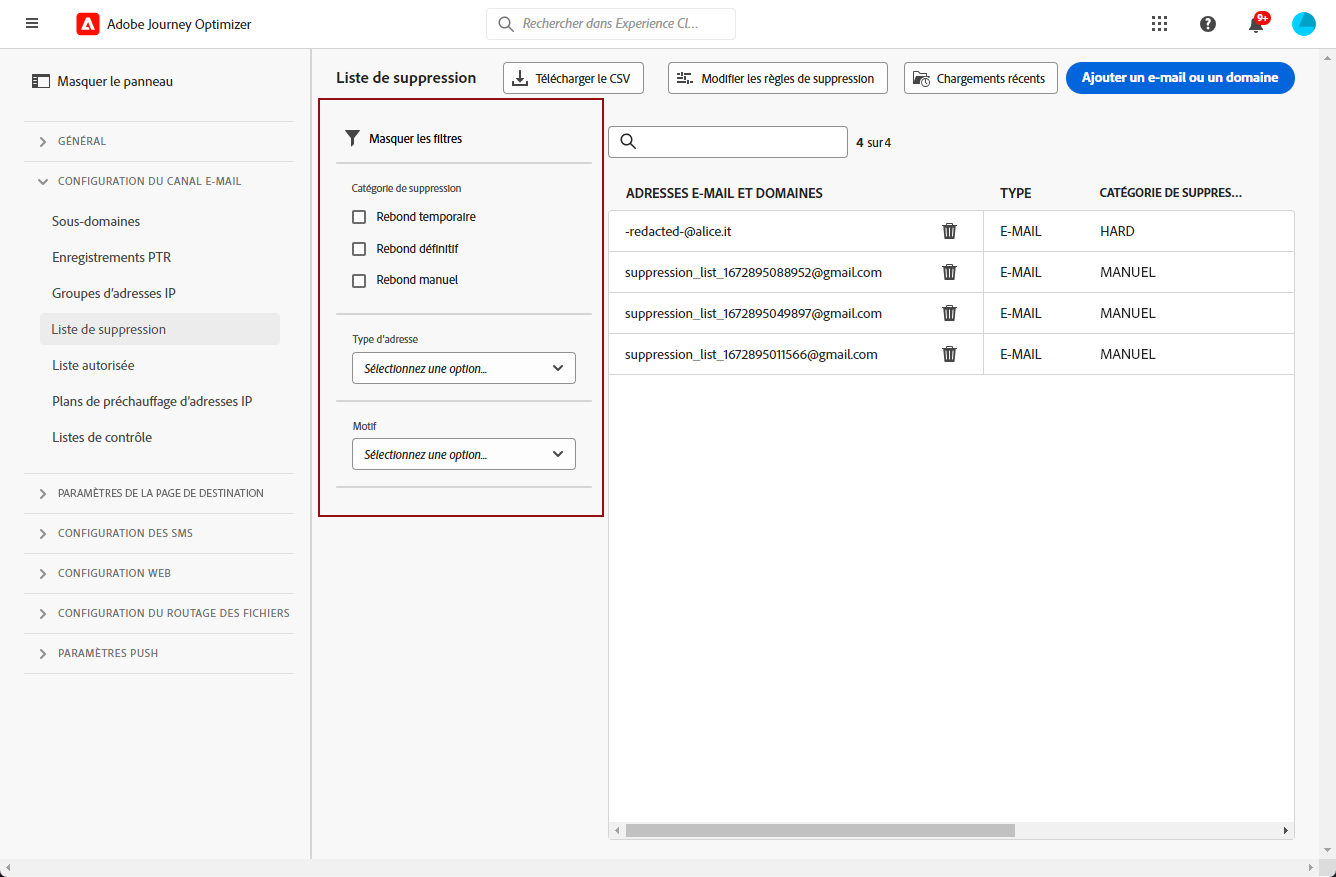 Adobe Journey Optimizer
Rechercher dans Experience Cl...
9+
Masquer le panneau
GÉNÉRAL
CONFIGURATION DU CANAL E-MAIL
Sous-domaines
Enregistrements PTR
Groupes d'adresses IP
Liste de suppression
Liste autorisée
Plans de préchauffage d'adresses IP
Listes de contrôle
PARAMÈTRES DE LA PAGE DE DESTINATION
CONFIGURATION DES SMS
CONFIGURATION WEB
CONFIGURATION DU ROUTAGE DES FICHIERS
PARAMÈTRES PUSH
Liste de suppression
Télécharger le CSV
Modifier les règles de suppression
Chargements récents
Ajouter un e-mail ou un domaine
Masquer les filtres
Catégorie de suppression
Rebond temporaire
Rebond définitif
Rebond manuel
Type d'adresse
Sélectionnez une option...
Motif
Sélectionnez une option...
4 sur 4
ADRESSES E-MAIL ET DOMAINES TYPE CATÉGORIE DE SUPPRES...
-redacted-@alice.it E-MAIL HARD
suppression_list_1672895088952@gmail.com E-MAIL MANUEL
suppression_list_1672895049897@gmail.com E-MAIL MANUEL
suppression_list_1672895011566@gmail.com E-MAIL MANUEL